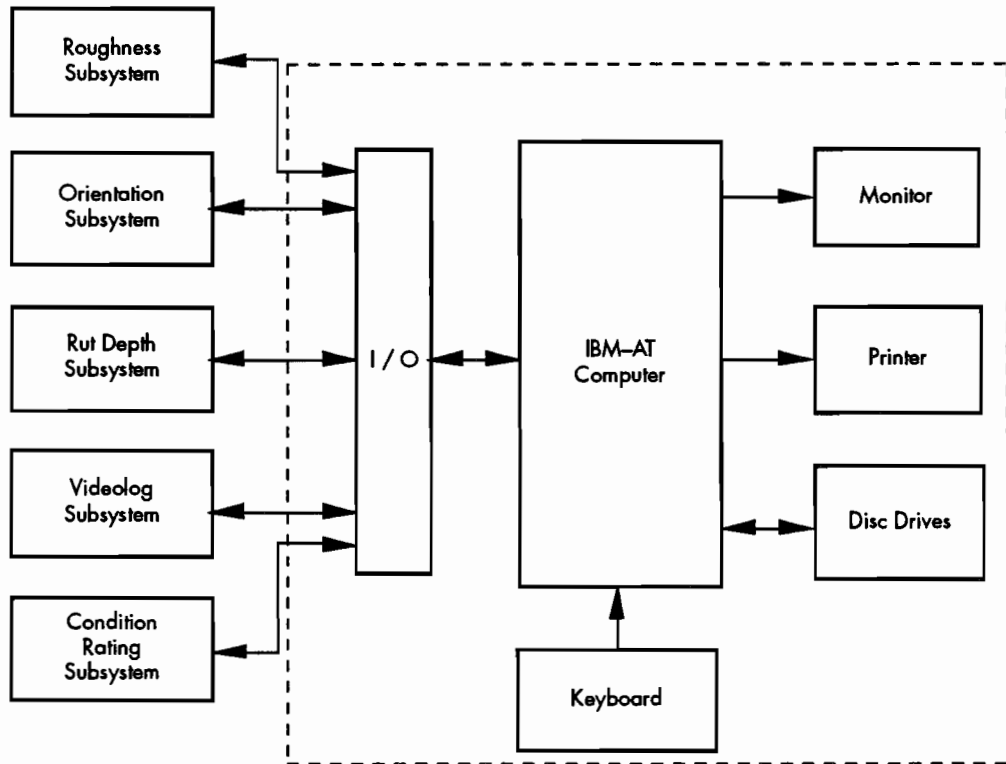 Roughness
Subsystem
Orientation
Subsystem
Rut Depth
Subsystem
Videolog
Subsystem
Condition
Rating
Subsystem
I/O
IBM–AT
Computer
Keyboard
Monitor
Printer
Disc Drives